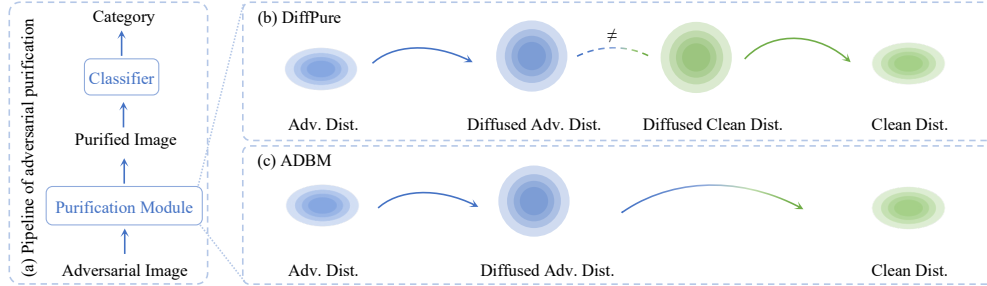 (a) Pipeline of adversarial purification
Category
Classifier
Purified Image
Purification Module
Adversarial Image
(b) DiffPure
≠
Adv. Dist.
Diffused Adv. Dist.
Diffused Clean Dist.
Clean Dist.
(c) ADBM
Adv. Dist.
Diffused Adv. Dist.
Clean Dist.